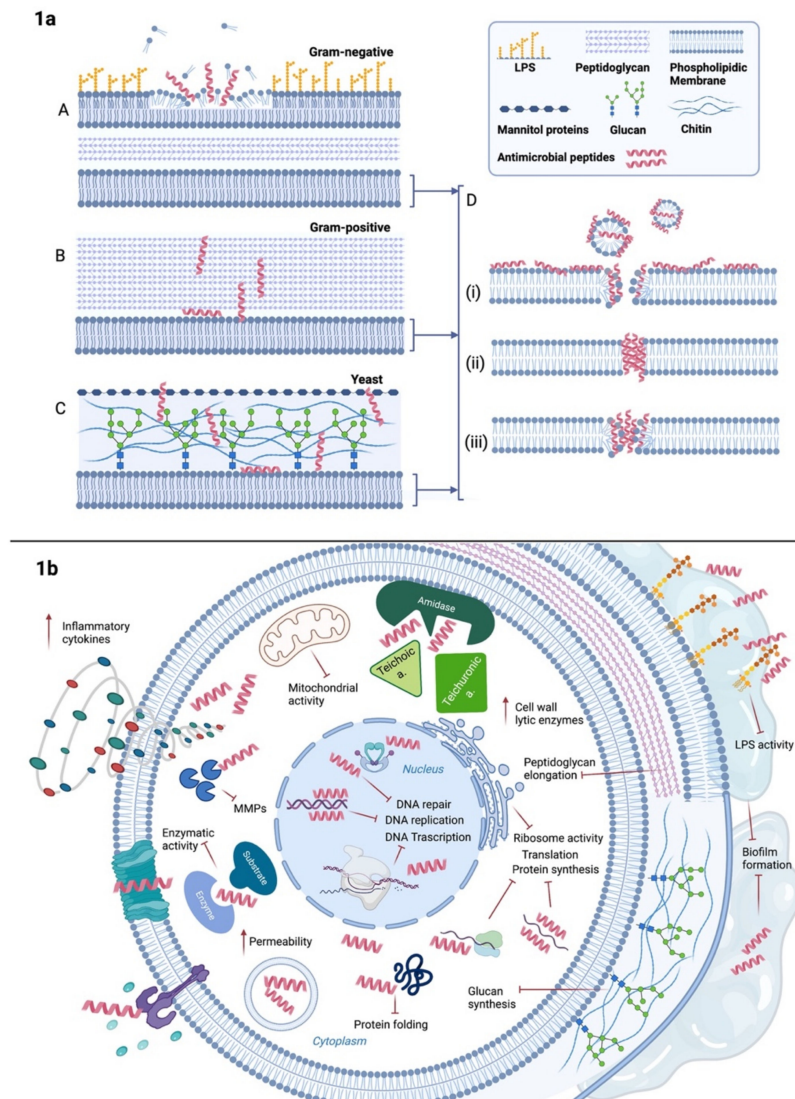 1a
Gram-negative
A
LPS
Peptidoglycan
Phospholipidic
Membrane
Mannitol proteins
Glucan
Chitin
Antimicrobial peptides
Gram-positive
B
Yeast
C
D
(i)
(ii)
(iii)
1b
Inflammatory
cytokines
Mitochondrial
activity
Amidase
Teichoic
a.
Teichuronic
a.
Cell wall
lytic enzymes
Peptidoglycan
elongation
LPS activity
Nucleus
MMPs
DNA repair
DNA replication
DNA Trascription
Enzymatic
activity
Substrate
Enzyme
Ribosome activity
Translation
Protein synthesis
Biofilm
formation
Permeability
Glucan
synthesis
Protein folding
Cytoplasm